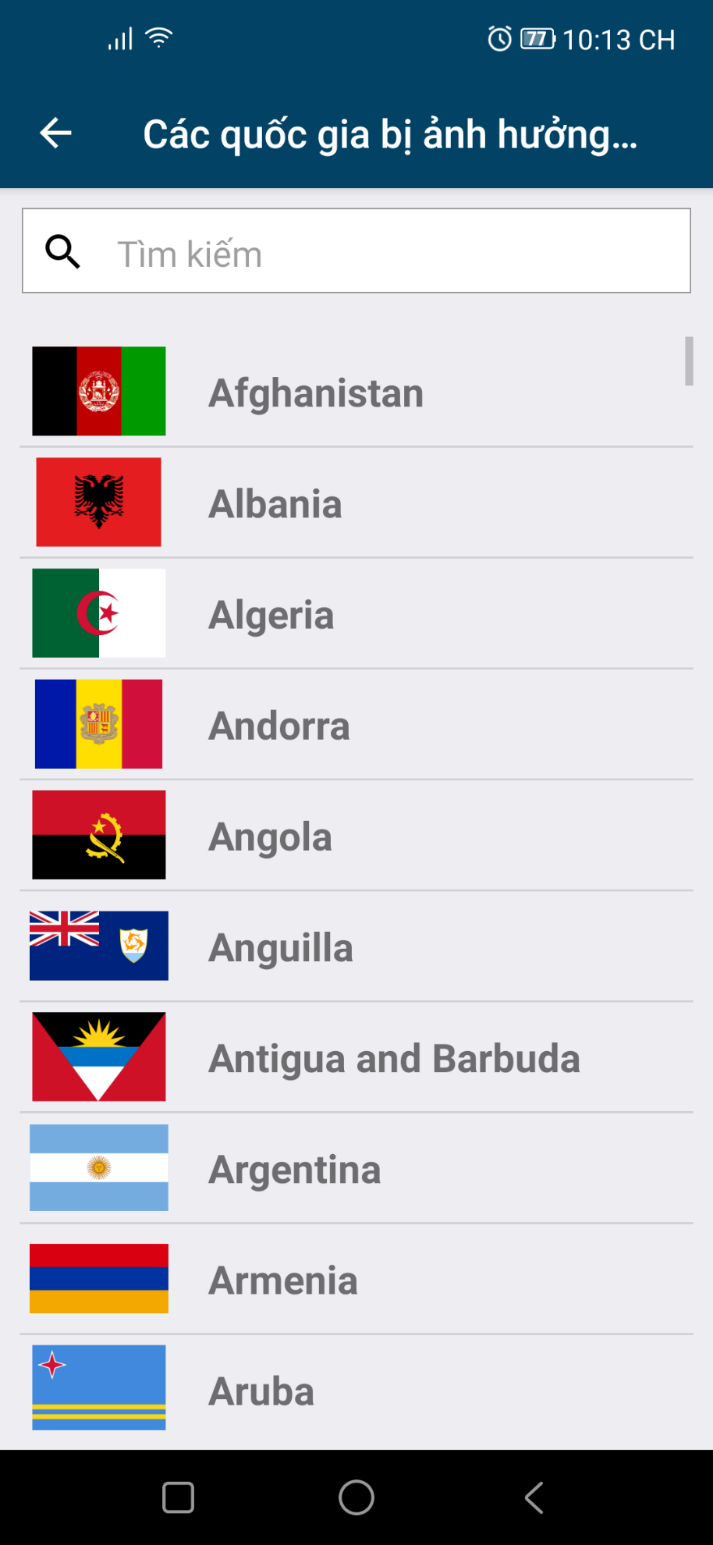 77 10:13 CH
Các quốc gia bị ảnh hưởng...
Tìm kiếm
Afghanistan
Albania
Algeria
Andorra
Angola
Anguilla
Antigua and Barbuda
Argentina
Armenia
Aruba